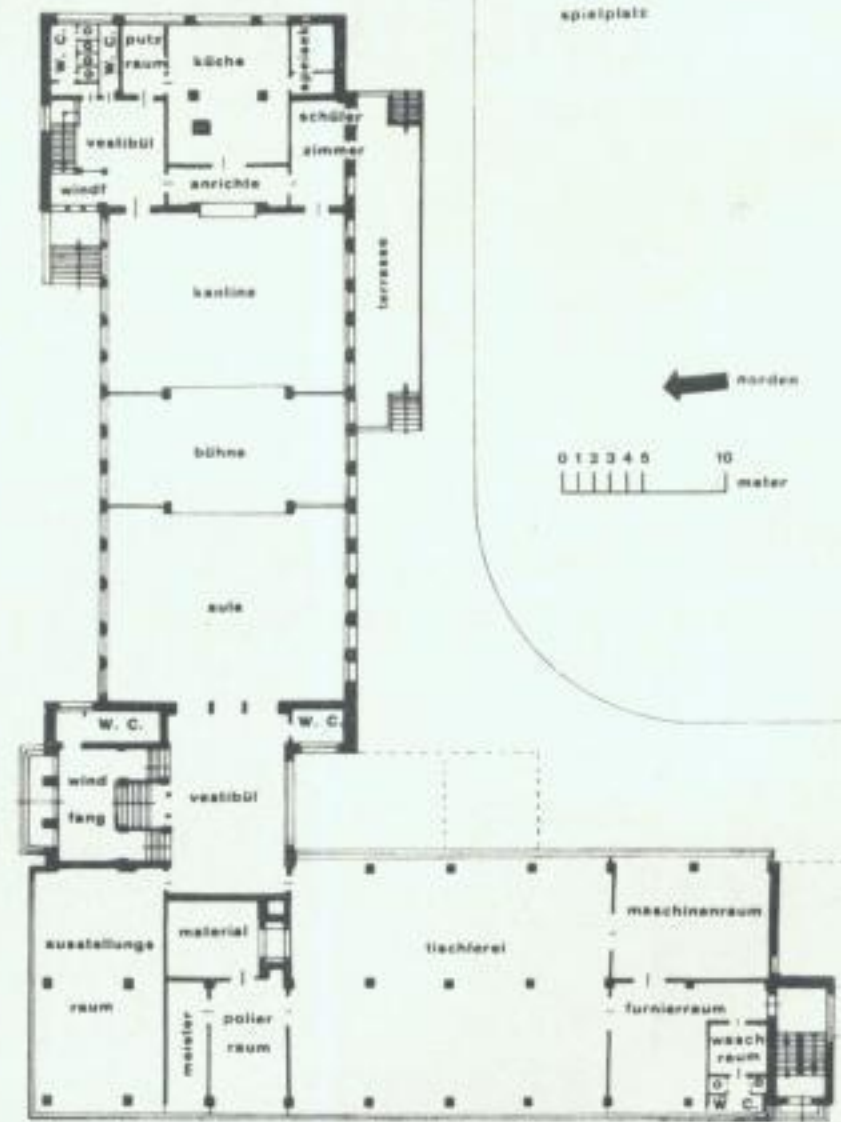 spielplatz
W. C.
W. C.
putz
raum
küche
speisek
vestibül
schüler
zimmer
windf
anrichte
terrasse
kantine
norden
bühne
0 1 2 3 4 5 10
meter
aula
W. C.
W. C.
wind
fang
vestibül
ausstellungs
raum
material
tischlerei
maschinenraum
meister
polier
raum
furnierraum
wasch
raum
W. C.